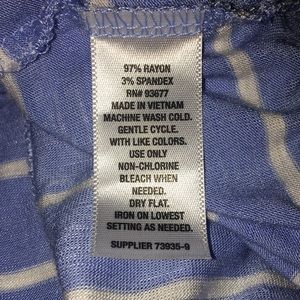 97% RAYON
3% SPANDEX
RN# 93677
MADE IN VIETNAM
MACHINE WASH COLD.
GENTLE CYCLE.
WITH LIKE COLORS.
USE ONLY
NON-CHLORINE
BLEACH WHEN
NEEDED.
DRY FLAT.
IRON ON LOWEST
SETTING AS NEEDED.
SUPPLIER 73935-9